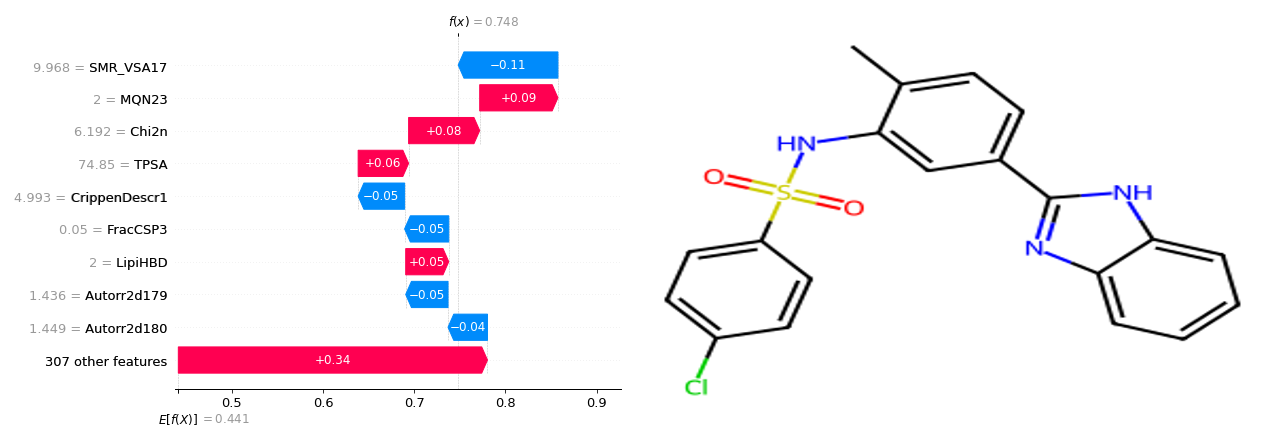 f(x) = 0.748
9.968 = SMR_VSA17
−0.11
2 = MQN23
+0.09
6.192 = Chi2n
+0.08
74.85 = TPSA
+0.06
4.993 = CrippenDescr1
−0.05
0.05 = FracCSP3
−0.05
2 = LipiHBD
+0.05
1.436 = Autorr2d179
−0.05
1.449 = Autorr2d180
−0.04
307 other features
+0.34
0.5 0.6 0.7 0.8 0.9
E[f(X)] = 0.441
HN
O
S
O
NH
N
Cl